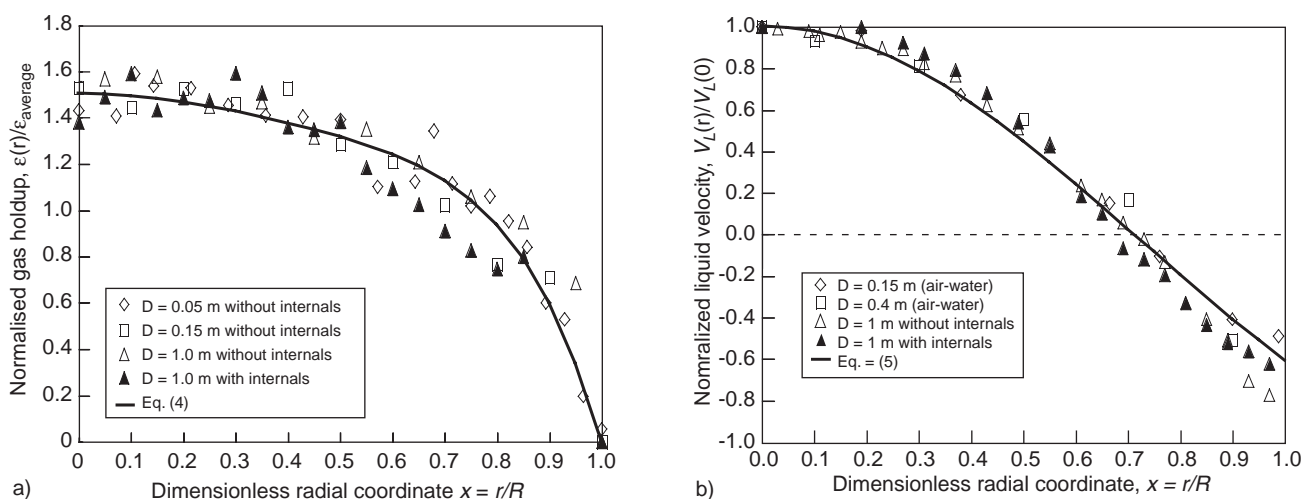 1.8
1.6
1.4
1.2
1.0
0.8
0.6
0.4
0.2
0
Normalised gas holdup, ε(r)/ε_average
◇ D = 0.05 m without internals
□ D = 0.15 m without internals
△ D = 1.0 m without internals
▲ D = 1.0 m with internals
Eq. (4)
0 0.1 0.2 0.3 0.4 0.5 0.6 0.7 0.8 0.9 1.0
Dimensionless radial coordinate x = r/R
a)
1.0
0.8
0.6
0.4
0.2
0.0
-0.2
-0.4
-0.6
-0.8
-1.0
Nomralized liquid velocity, V_L(r)/V_L(0)
◇ D = 0.15 m (air-water)
□ D = 0.4 m (air-water)
△ D = 1 m without internals
▲ D = 1 m with internals
Eq. = (5)
0.0 0.1 0.2 0.3 0.4 0.5 0.6 0.7 0.8 0.9 1.0
Dimensionless radial coordinate, x = r/R
b)